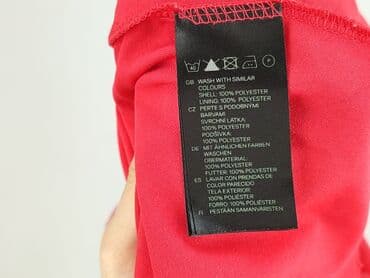 40 P
GB WASH WITH SIMILAR
COLOURS
SHELL: 100% POLYESTER
LINING: 100% POLYESTER
CZ PERTE S PODOBNÝMI
BARVAMI
SVRCHNÍ LÁTKA:
100% POLYESTER
PODŠÍVKA:
100% POLYESTER
DE MIT ÄHNLICHEN FARBEN
WASCHEN
OBERMATERIAL:
100% POLYESTER
FUTTER: 100% POLYESTER
ES LAVAR CON PRENDAS DE
COLOR PARECIDO
TELA EXTERIOR:
100% POLIÉSTER
FORRO: 100% POLIÉSTER
FI PESTÄÄN SAMANVÄRISTEN